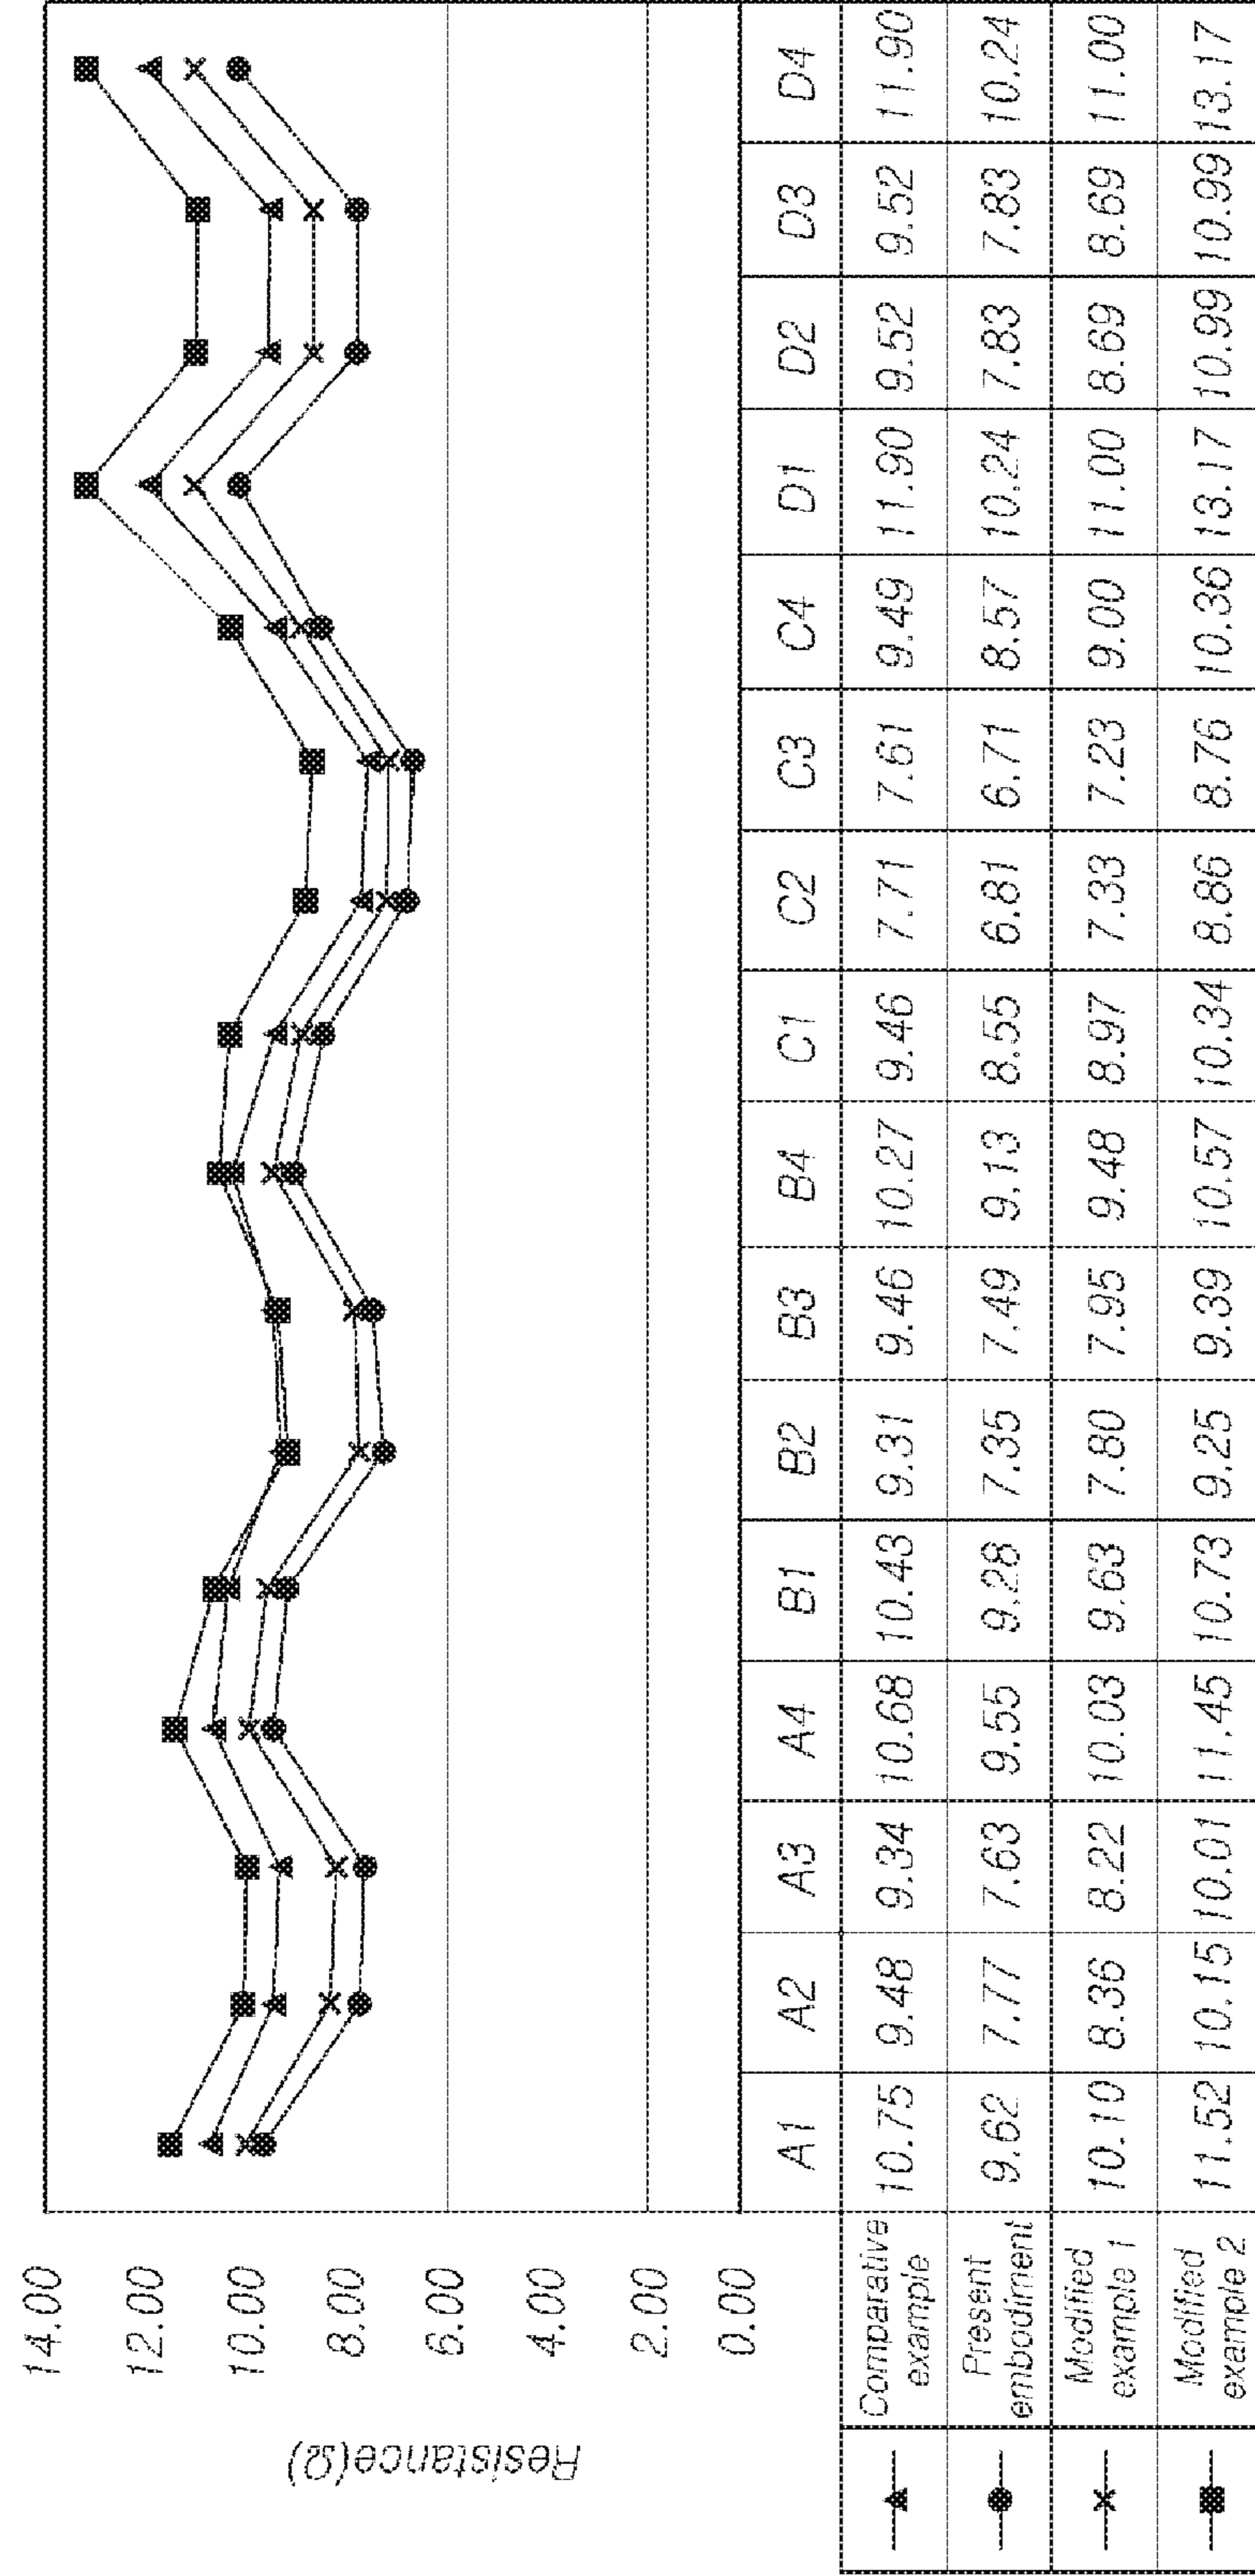 14.00
12.00
10.00
8.00
6.00
4.00
2.00
0.00
Resistance(Ω)
A1 A2 A3 A4 B1 B2 B3 B4 C1 C2 C3 C4 D1 D2 D3 D4
Comparative
example
10.75 9.48 9.34 10.68 10.43 9.31 9.46 10.27 9.46 7.71 7.61 9.49 11.90 9.52 9.52 11.90
Present
embodiment
9.62 7.77 7.63 9.55 9.28 7.35 7.49 9.13 8.55 6.81 6.71 8.57 10.24 7.83 7.83 10.24
Modified
example 1
10.10 8.36 8.22 10.03 9.63 7.80 7.95 9.48 8.97 7.33 7.23 9.00 11.00 8.69 8.69 11.00
Modified
example 2
11.52 10.15 10.01 11.45 10.73 9.25 9.39 10.57 10.34 8.86 8.76 10.36 13.17 10.99 10.99 13.17